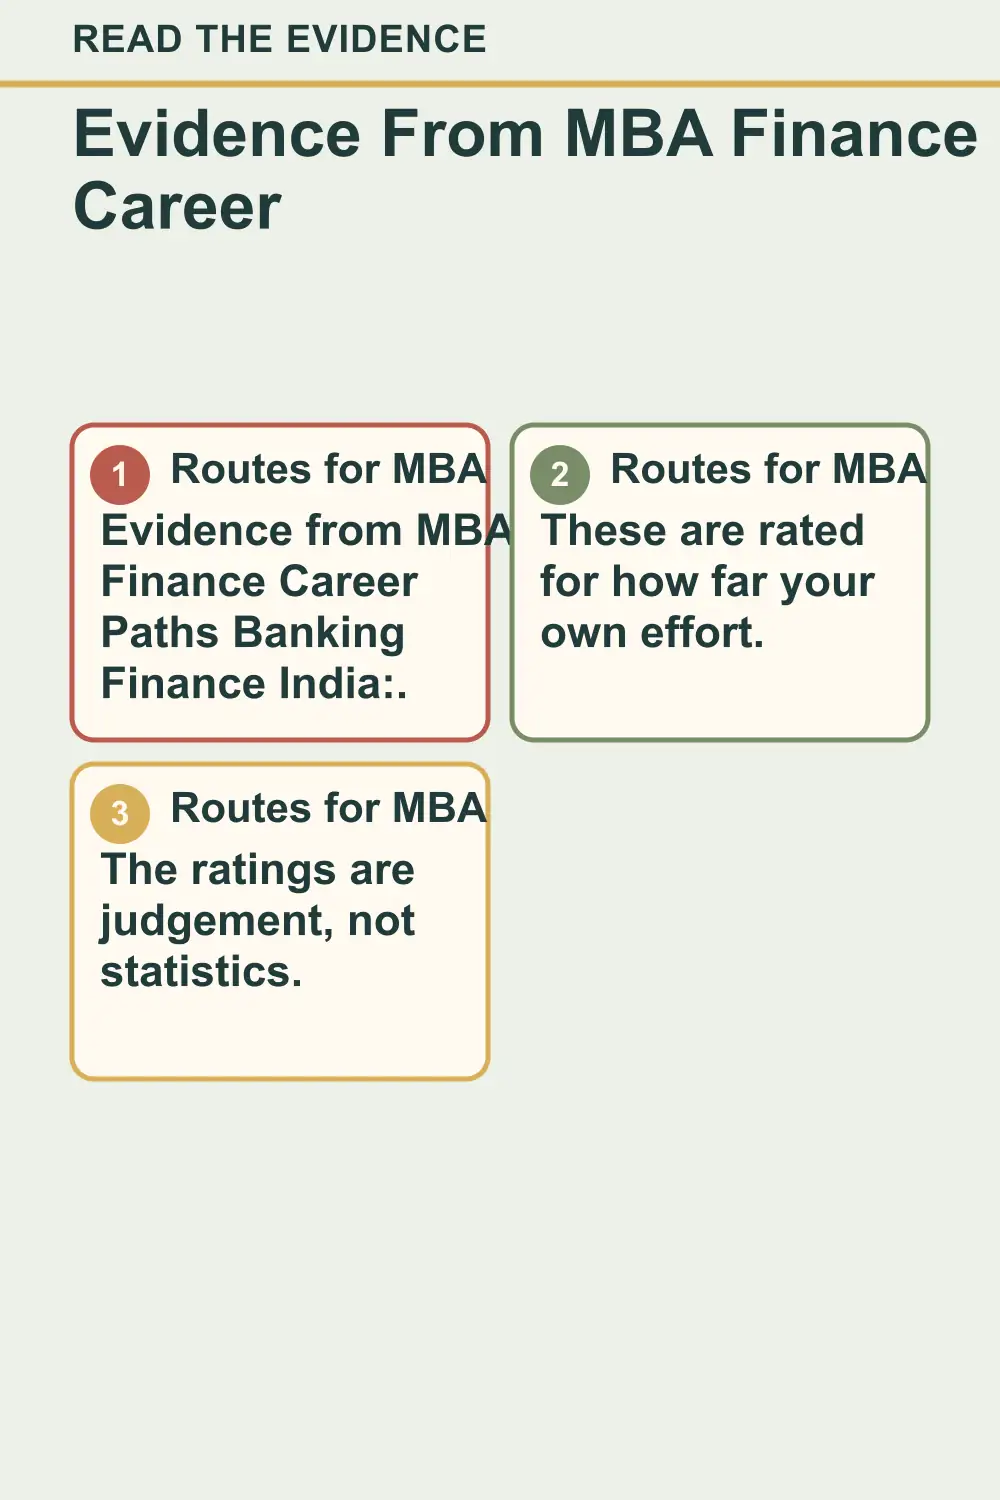 READ THE EVIDENCE
Evidence From MBA Finance
Career
1
Routes for MBA
Evidence from MBA
Finance Career
Paths Banking
Finance India:.
2
Routes for MBA
These are rated
for how far your
own effort.
3
Routes for MBA
The ratings are
judgement, not
statistics.